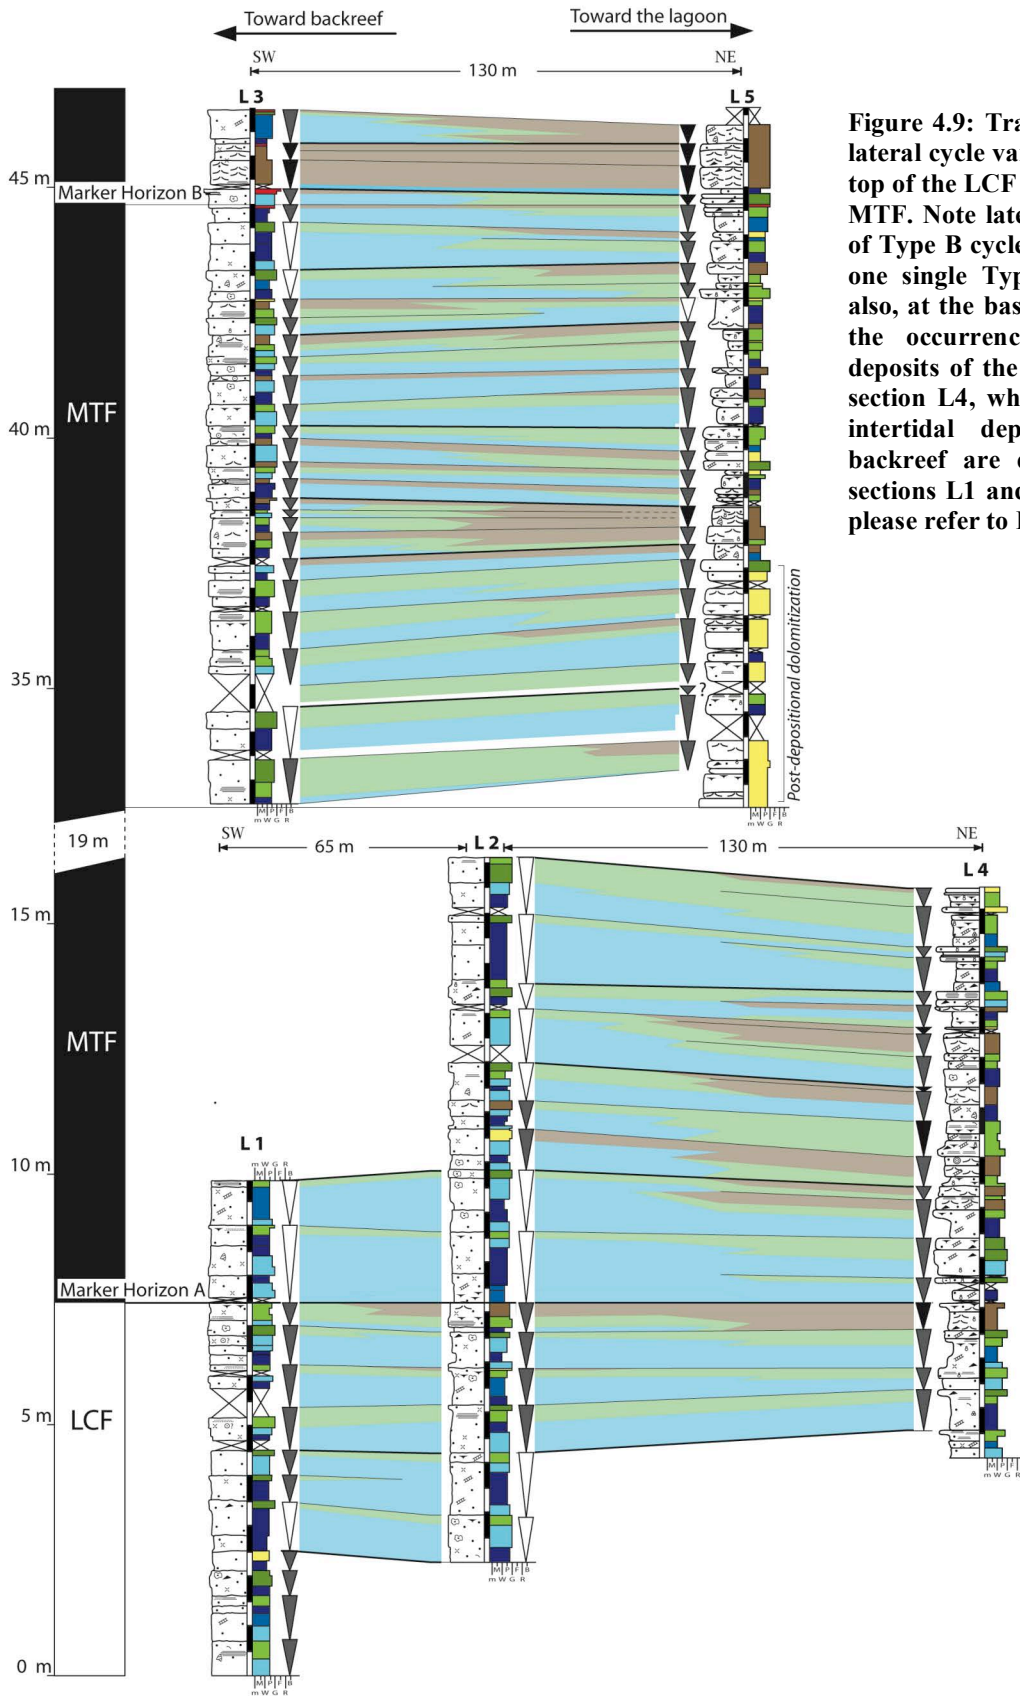 Toward backreef
Toward the lagoon
SW
NE
130 m
L 3
L 5
45 m
Marker Horizon B
MTF
40 m
35 m
?
Post-depositional dolomitization
M P F B
m W G R
M P F B
m W G R
Figure 4.9: Tra
lateral cycle var
top of the LCF
MTF. Note late
of Type B cycle
one single Typ
also, at the bas
the occurrenc
deposits of the
section L4, wh
intertidal dep
backreef are
sections L1 and
please refer to
19 m
SW
65 m
L 2
130 m
NE
L 4
15 m
MTF
10 m
L 1
m W G R
M P F B
Marker Horizon A
5 m
LCF
0 m
M P F B
m W G R
M P F B
m W G R
M P F
m W G R